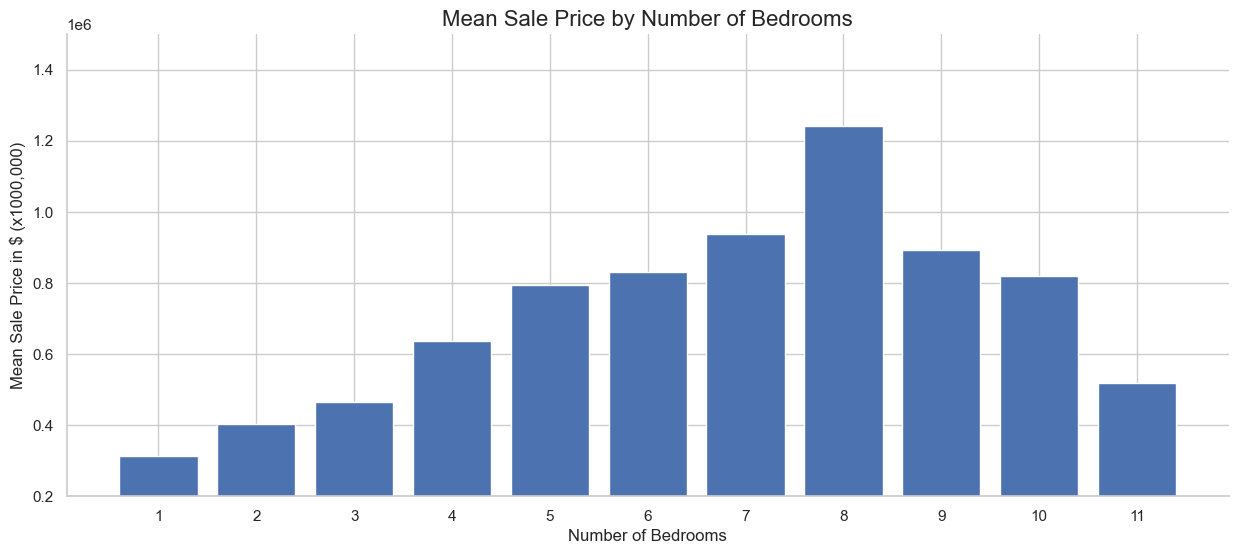 Mean Sale Price by Number of Bedrooms
1e6
1.4
1.2
1.0
0.8
0.6
0.4
0.2
Mean Sale Price in $ (x1000,000)
1 2 3 4 5 6 7 8 9 10 11
Number of Bedrooms